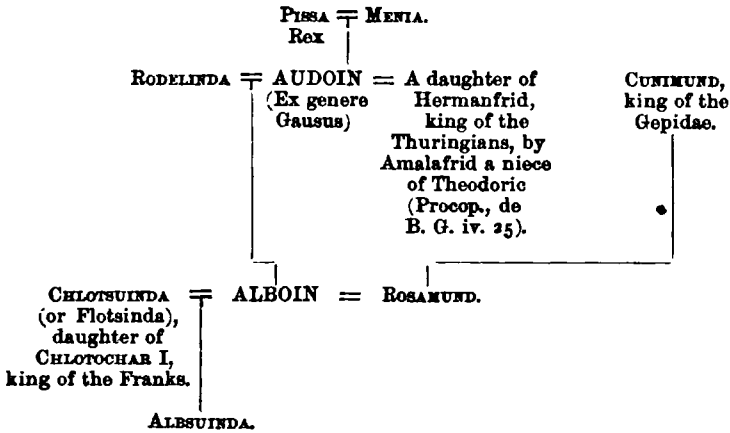 PISSA = MENIA.
Rex
RODELINDA = AUDOIN = A daughter of
(Ex genere
Gausus)
Hermanfrid,
king of the
Thuringians, by
Amalafrid a niece
of Theodoric
(Procop., de
B. G. iv. 25).
CUNIMUND,
king of the
Gepidae.
CHLOTSUINDA = ALBOIN = ROSAMUND.
(or Flotsinda),
daughter of
CHLOTOCHAR I,
king of the Franks.
ALBSUINDA.